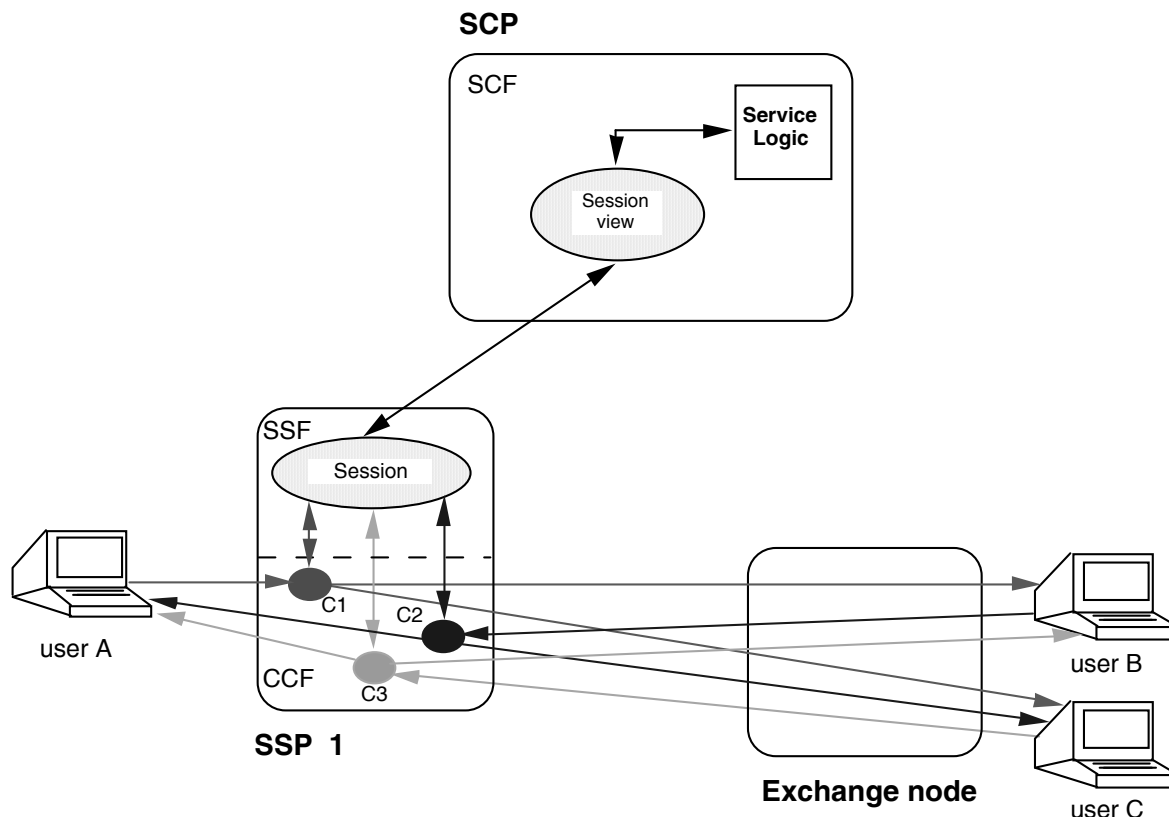 SCP
SCF
Service
Logic
Session
view
SSF
Session
C1
C2
user A
user B
CCF
C3
SSP 1
Exchange node
user C